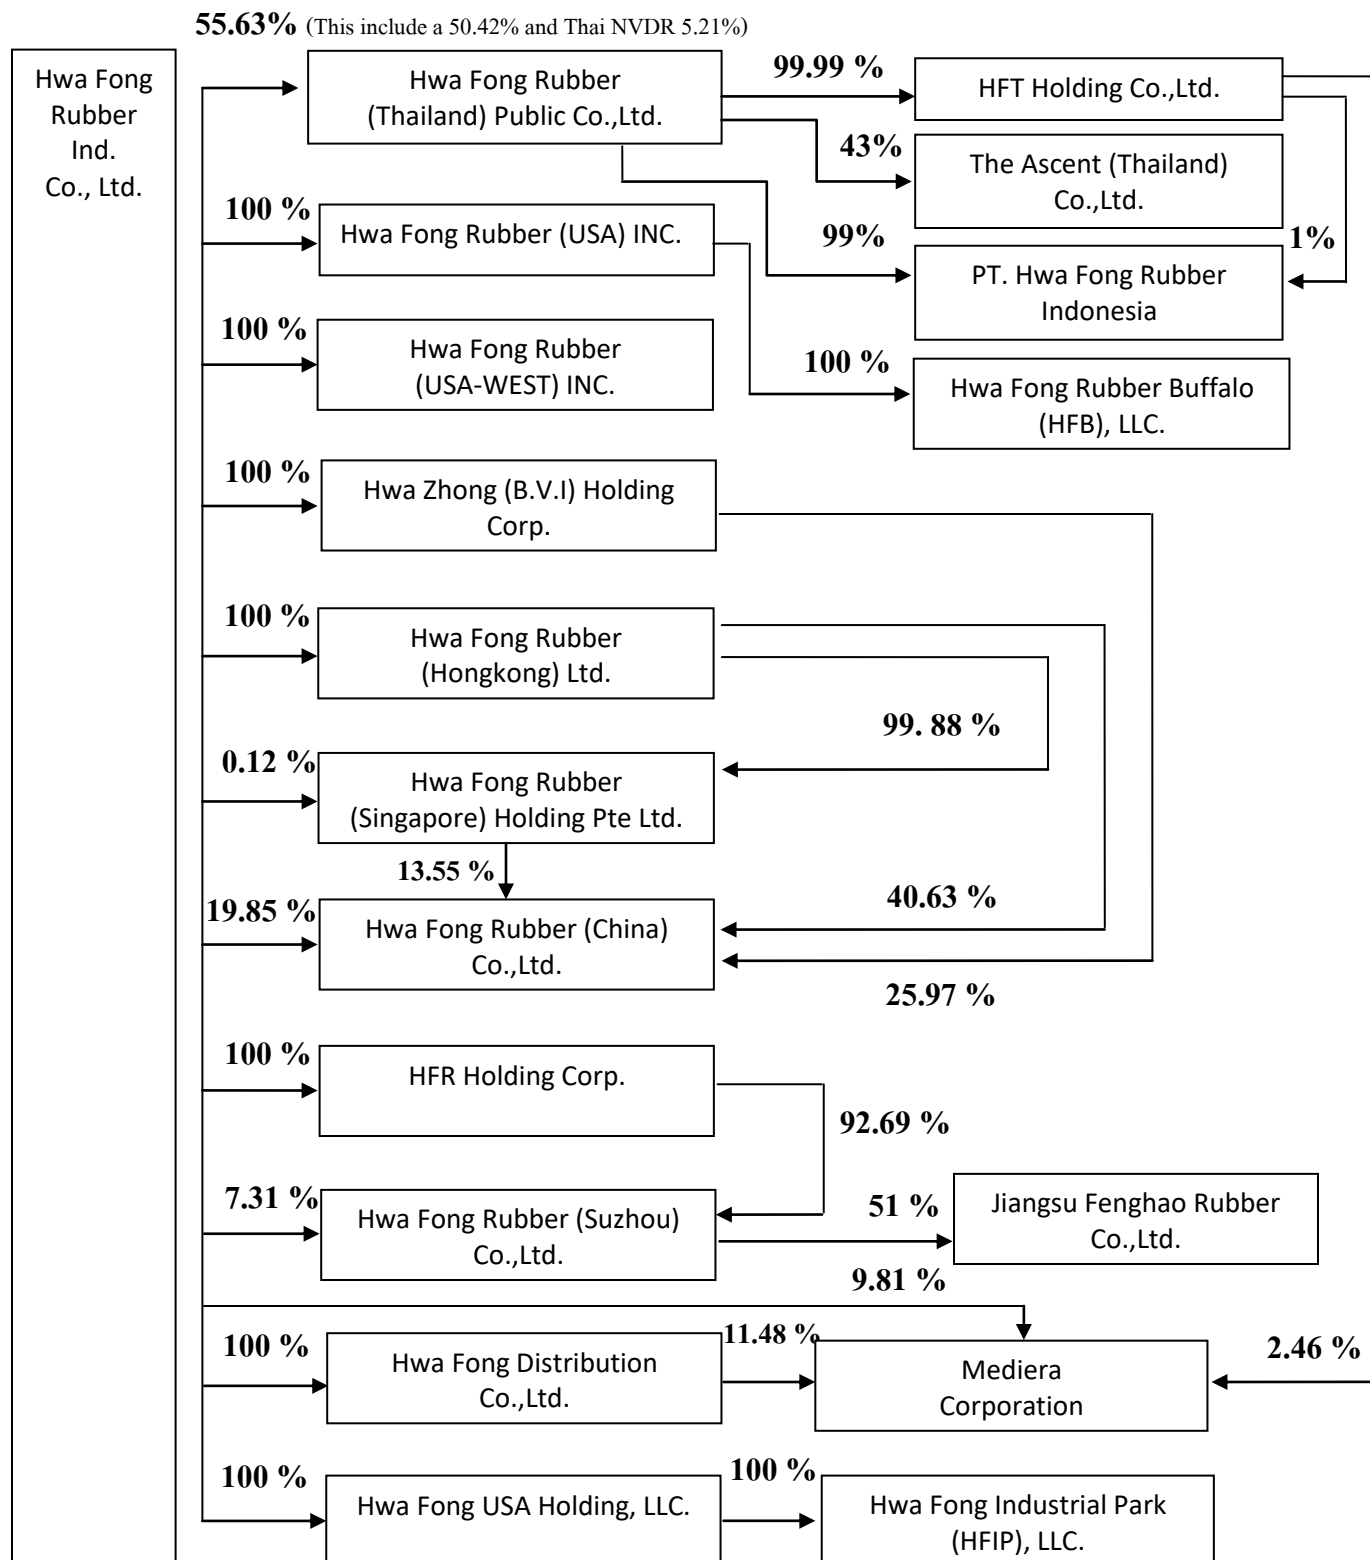 55.63% (This include a 50.42% and Thai NVDR 5.21%)
Hwa Fong
Rubber
Ind.
Co., Ltd.
Hwa Fong Rubber
(Thailand) Public Co.,Ltd.
99.99 %
HFT Holding Co.,Ltd.
43%
The Ascent (Thailand)
Co.,Ltd.
100 %
Hwa Fong Rubber (USA) INC.
99%
PT. Hwa Fong Rubber
Indonesia
1%
100 %
Hwa Fong Rubber
(USA-WEST) INC.
100 %
Hwa Fong Rubber Buffalo
(HFB), LLC.
100 %
Hwa Zhong (B.V.I) Holding
Corp.
100 %
Hwa Fong Rubber
(Hongkong) Ltd.
99. 88 %
0.12 %
Hwa Fong Rubber
(Singapore) Holding Pte Ltd.
13.55 %
19.85 %
Hwa Fong Rubber (China)
Co.,Ltd.
40.63 %
25.97 %
100 %
HFR Holding Corp.
92.69 %
7.31 %
Hwa Fong Rubber (Suzhou)
Co.,Ltd.
51 %
Jiangsu Fenghao Rubber
Co.,Ltd.
9.81 %
100 %
Hwa Fong Distribution
Co.,Ltd.
11.48 %
Mediera
Corporation
2.46 %
100 %
Hwa Fong USA Holding, LLC.
100 %
Hwa Fong Industrial Park
(HFIP), LLC.